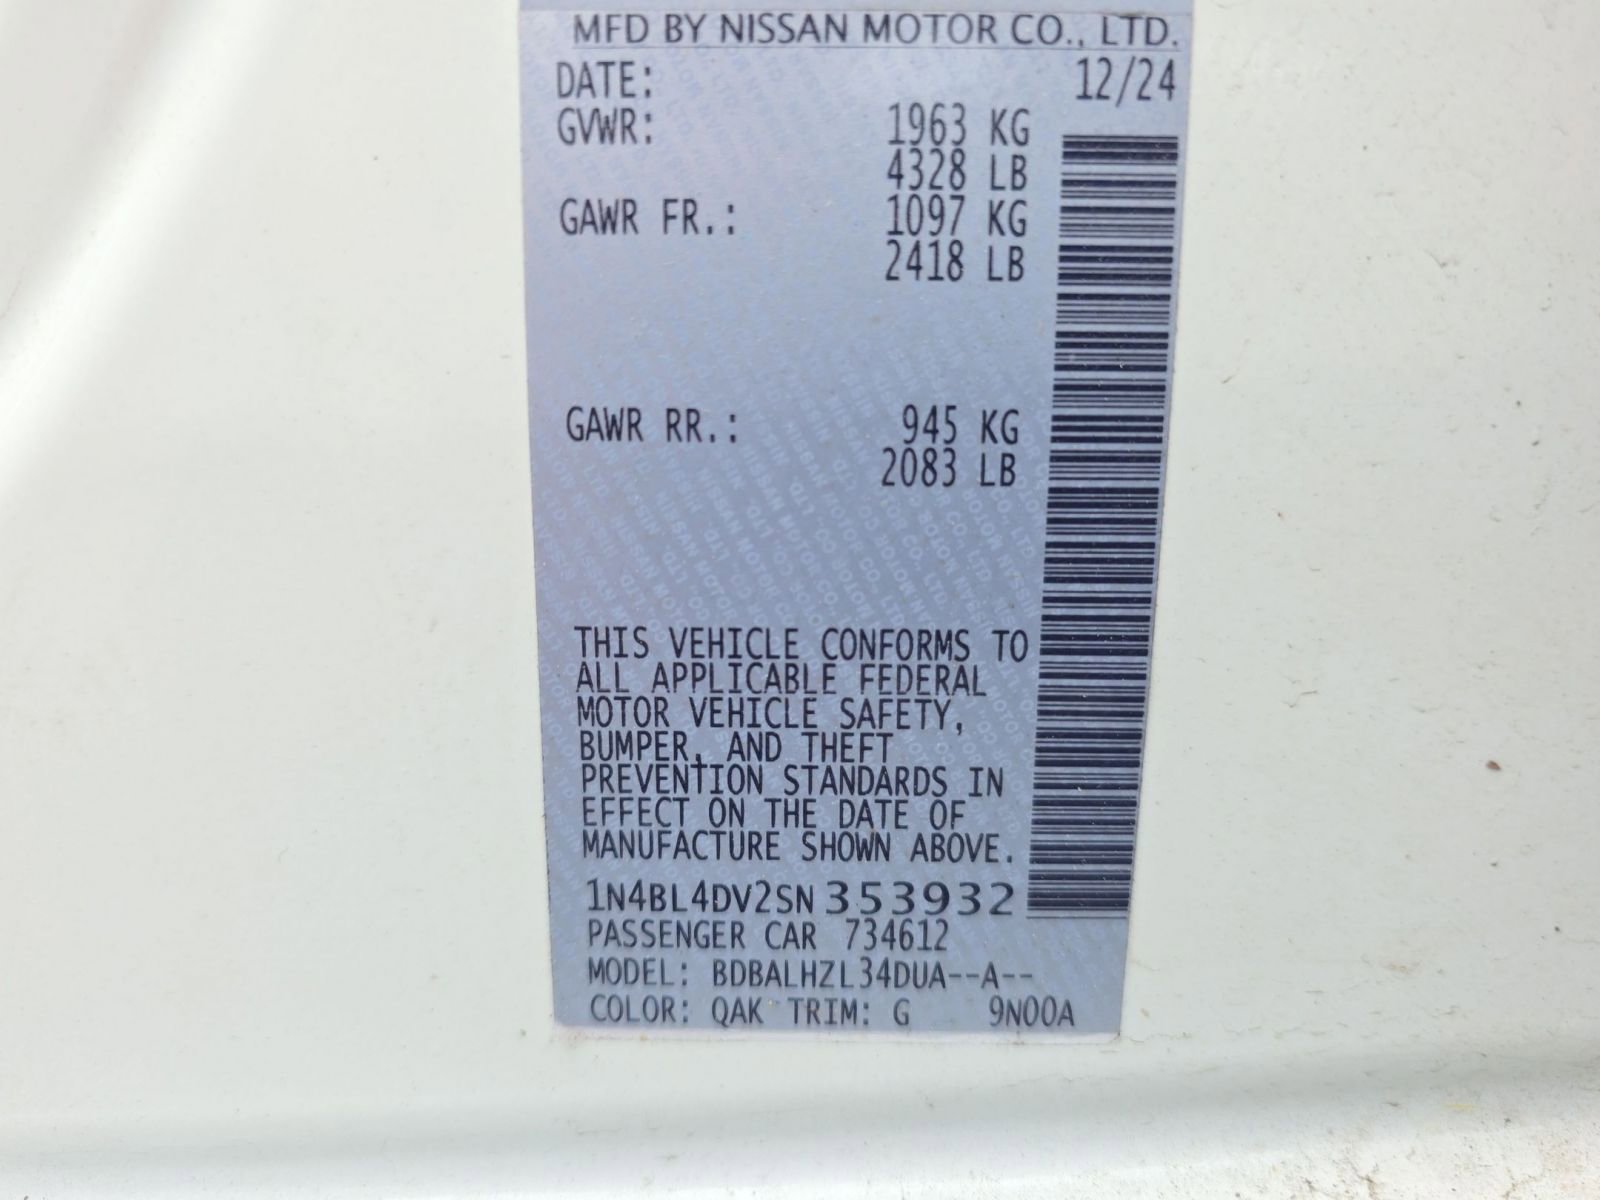 MFD BY NISSAN MOTOR CO., LTD.
DATE: 12/24
GVWR: 1963 KG
4328 LB
GAWR FR.: 1097 KG
2418 LB
GAWR RR.: 945 KG
2083 LB
THIS VEHICLE CONFORMS TO
ALL APPLICABLE FEDERAL
MOTOR VEHICLE SAFETY,
BUMPER, AND THEFT
PREVENTION STANDARDS IN
EFFECT ON THE DATE OF
MANUFACTURE SHOWN ABOVE.
1N4BL4DV2SN353932
PASSENGER CAR 734612
MODEL: BDBALHZL34DUA--A--
COLOR: QAK TRIM: G 9N00A